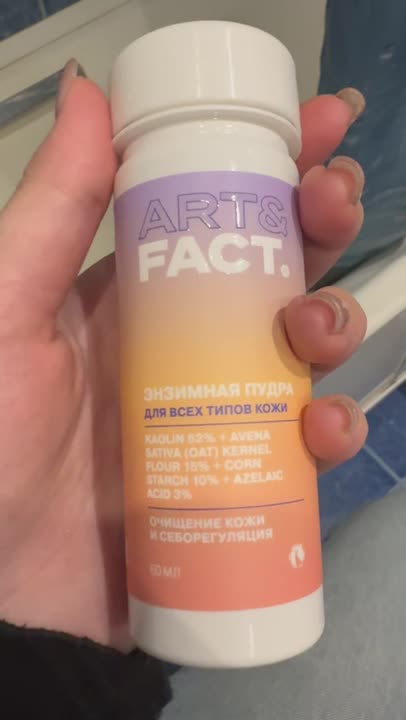 ART&
FACT.
ЭНЗИМНАЯ ПУДРА
ДЛЯ ВСЕХ ТИПОВ КОЖИ
KAOLIN 52% + AVENA
SATIVA (OAT) KERNEL
FLOUR 15% + CORN
STARCH 10% + AZELAIC
ACID 3%
ОЧИЩЕНИЕ КОЖИ
И СЕБОРЕГУЛЯЦИЯ
60 МЛ